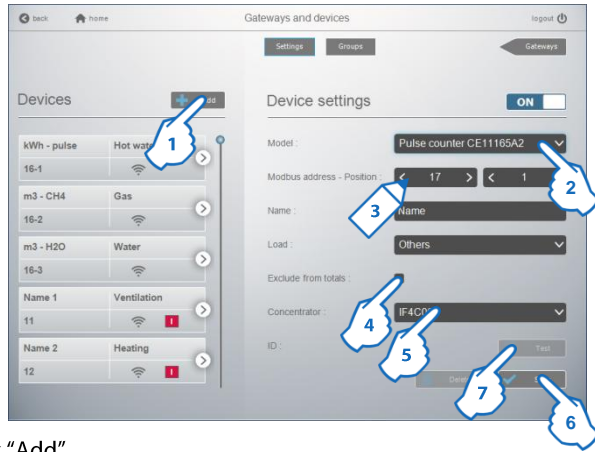 back home Gateways and devices logout
Settings Groups Gateways
Devices
Device settings ON
kWh - pulse
16-1
m3 - CH4 Gas
16-2
m3 - H2O Water
16-3
Name 1 Ventilation
11 I
Name 2 Heating
12 I
Model : Pulse counter CE11165A2
Modbus address - Position : < 17 > < 1
Name : Name
Load : Others
Exclude from totals :
Concentrator :
ID : Test
1
2
3
4
5
6
7
"Add"